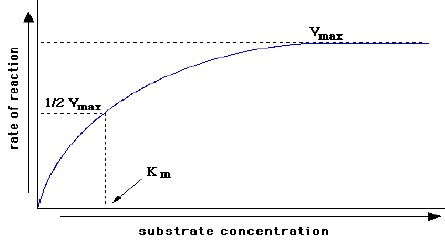 Vmax
1/2 Vmax
Km
rate of reaction
substrate concentration